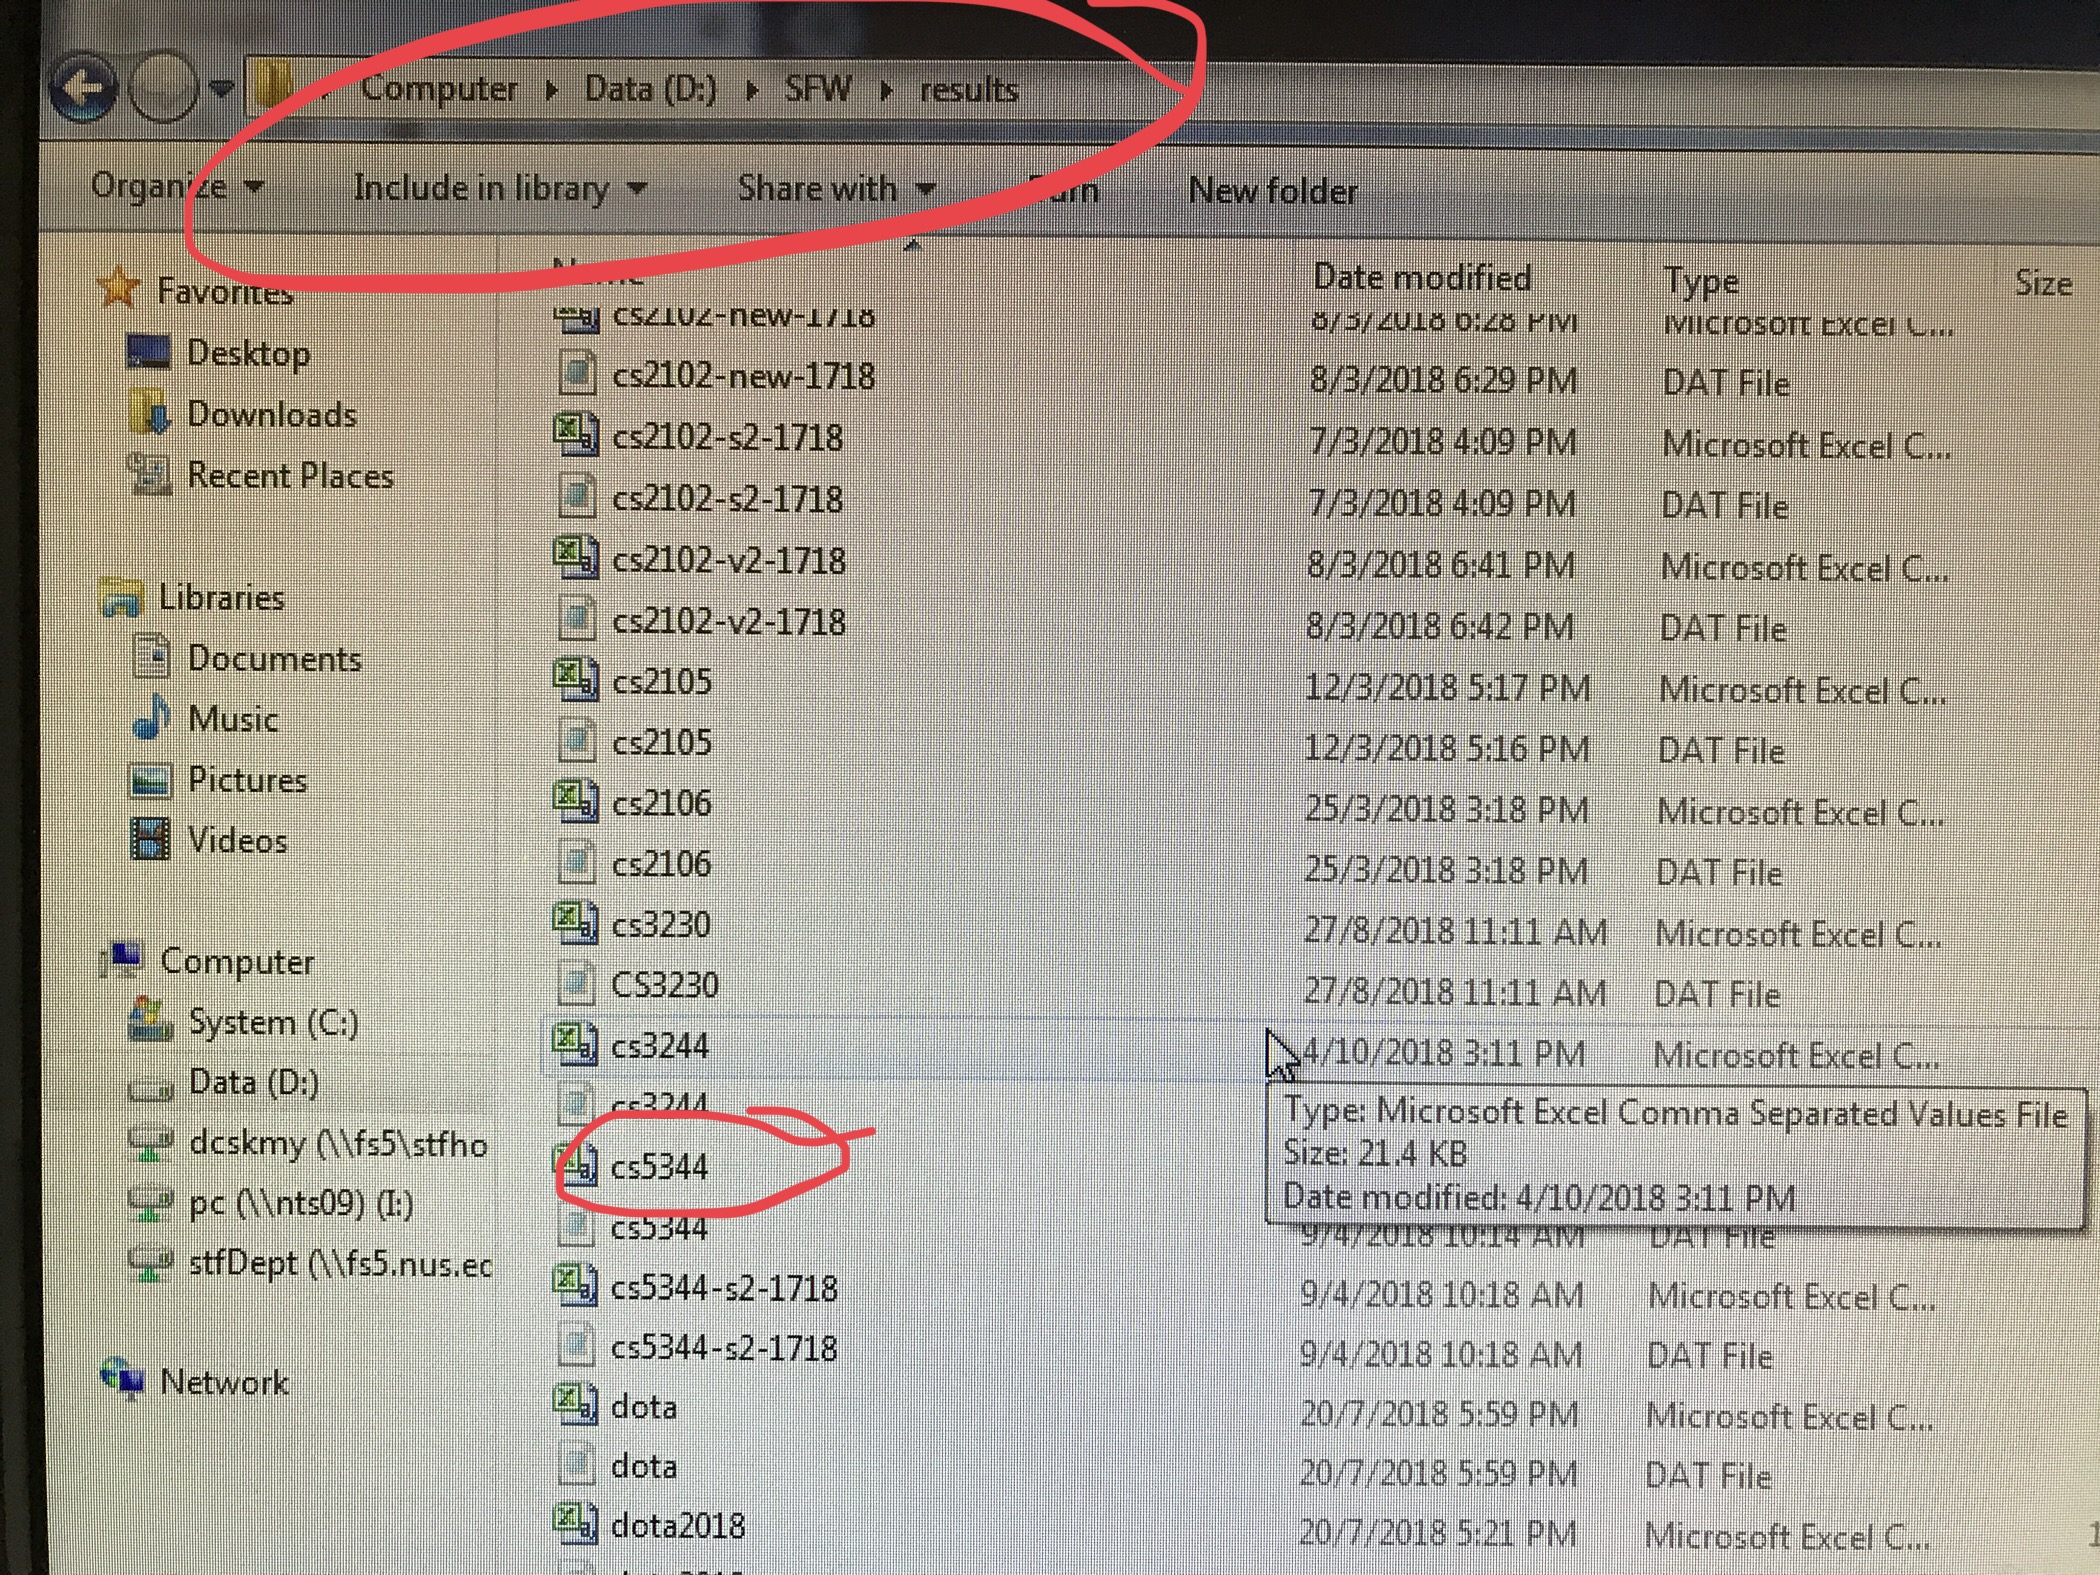 Computer ▸ Data (D:) ▸ SFW ▸ results
Organize Include in library Share with New folder
Favorites
Desktop
Downloads
Recent Places
Libraries
Documents
Music
Pictures
Videos
Computer
System (C:)
Data (D:)
dcskmy (\\fs5\stfho
pc (\\nts09) (I:)
stfDept (\\fs5.nus.ec
Network
Name Date modified Type Size
cs2102-new-1718 8/3/2018 6:28 PM Microsoft Excel C...
cs2102-new-1718 8/3/2018 6:29 PM DAT File
cs2102-s2-1718 7/3/2018 4:09 PM Microsoft Excel C...
cs2102-s2-1718 7/3/2018 4:09 PM DAT File
cs2102-v2-1718 8/3/2018 6:41 PM Microsoft Excel C...
cs2102-v2-1718 8/3/2018 6:42 PM DAT File
cs2105 12/3/2018 5:17 PM Microsoft Excel C...
cs2105 12/3/2018 5:16 PM DAT File
cs2106 25/3/2018 3:18 PM Microsoft Excel C...
cs2106 25/3/2018 3:18 PM DAT File
cs3230 27/8/2018 11:11 AM Microsoft Excel C...
CS3230 27/8/2018 11:11 AM DAT File
cs3244 4/10/2018 3:11 PM Microsoft Excel C...
cs3244
Type: Microsoft Excel Comma Separated Values File
Size: 21.4 KB
Date modified: 4/10/2018 3:11 PM
cs5344
cs5344 9/4/2018 10:14 AM DAT File
cs5344-s2-1718 9/4/2018 10:18 AM Microsoft Excel C...
cs5344-s2-1718 9/4/2018 10:18 AM DAT File
dota 20/7/2018 5:59 PM Microsoft Excel C...
dota 20/7/2018 5:59 PM DAT File
dota2018 20/7/2018 5:21 PM Microsoft Excel C...